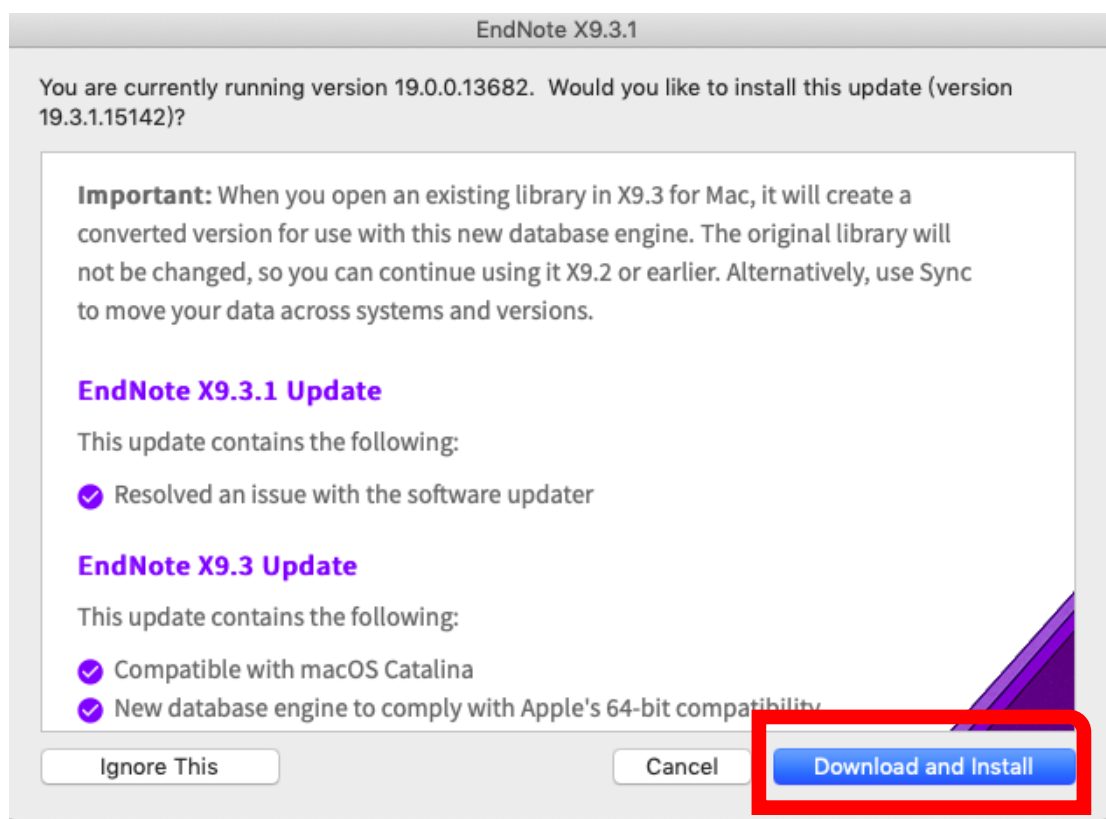 EndNote X9.3.1
You are currently running version 19.0.0.13682.  Would you like to install this update (version
19.3.1.15142)?
Important: When you open an existing library in X9.3 for Mac, it will create a
converted version for use with this new database engine. The original library will
not be changed, so you can continue using it X9.2 or earlier. Alternatively, use Sync
to move your data across systems and versions.
EndNote X9.3.1 Update
This update contains the following:
Resolved an issue with the software updater
EndNote X9.3 Update
This update contains the following:
Compatible with macOS Catalina
New database engine to comply with Apple's 64-bit compatibility
Ignore This
Cancel
Download and Install